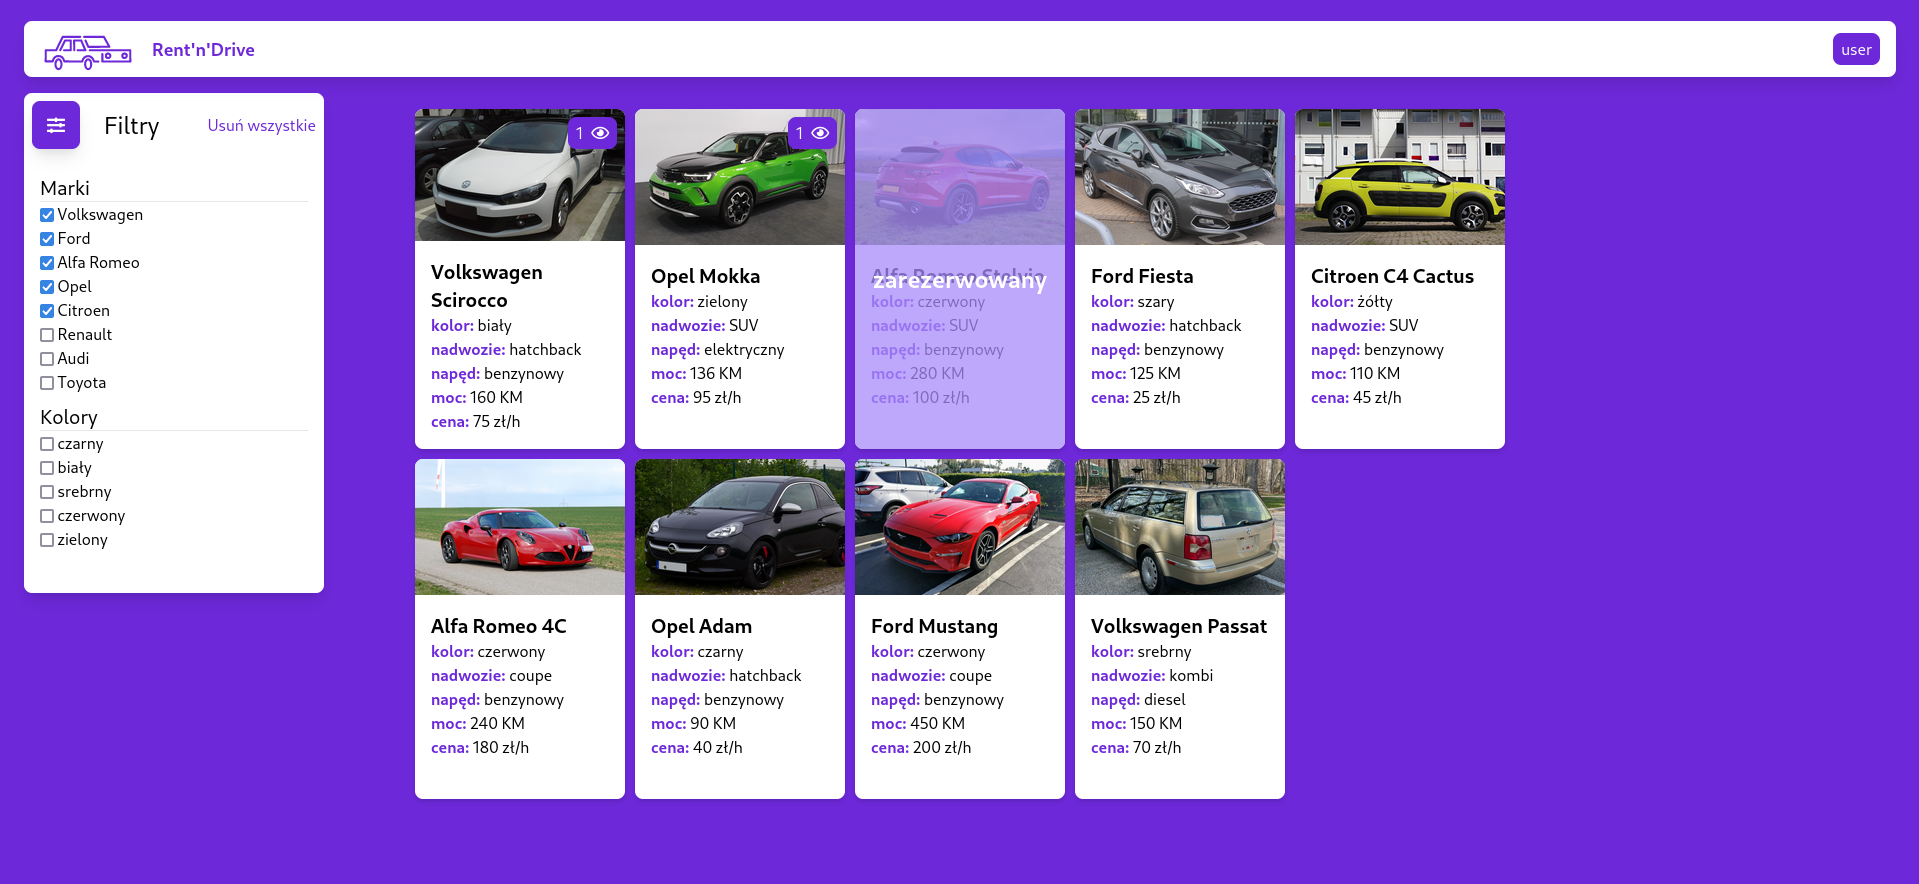 Rent'n'Drive
user
Filtry
Usuń wszystkie
Marki
Volkswagen
Ford
Alfa Romeo
Opel
Citroen
Renault
Audi
Toyota
Kolory
czarny
biały
srebrny
czerwony
zielony
1
Volkswagen
Scirocco
kolor: biały
nadwozie: hatchback
napęd: benzynowy
moc: 160 KM
cena: 75 zł/h
1
Opel Mokka
kolor: zielony
nadwozie: SUV
napęd: elektryczny
moc: 136 KM
cena: 95 zł/h
Alfa Romeo Stelvio
zarezerwowany
kolor: czerwony
nadwozie: SUV
napęd: benzynowy
moc: 280 KM
cena: 100 zł/h
Ford Fiesta
kolor: szary
nadwozie: hatchback
napęd: benzynowy
moc: 125 KM
cena: 25 zł/h
Citroen C4 Cactus
kolor: żółty
nadwozie: SUV
napęd: benzynowy
moc: 110 KM
cena: 45 zł/h
Alfa Romeo 4C
kolor: czerwony
nadwozie: coupe
napęd: benzynowy
moc: 240 KM
cena: 180 zł/h
Opel Adam
kolor: czarny
nadwozie: hatchback
napęd: benzynowy
moc: 90 KM
cena: 40 zł/h
Ford Mustang
kolor: czerwony
nadwozie: coupe
napęd: benzynowy
moc: 450 KM
cena: 200 zł/h
Volkswagen Passat
kolor: srebrny
nadwozie: kombi
napęd: diesel
moc: 150 KM
cena: 70 zł/h